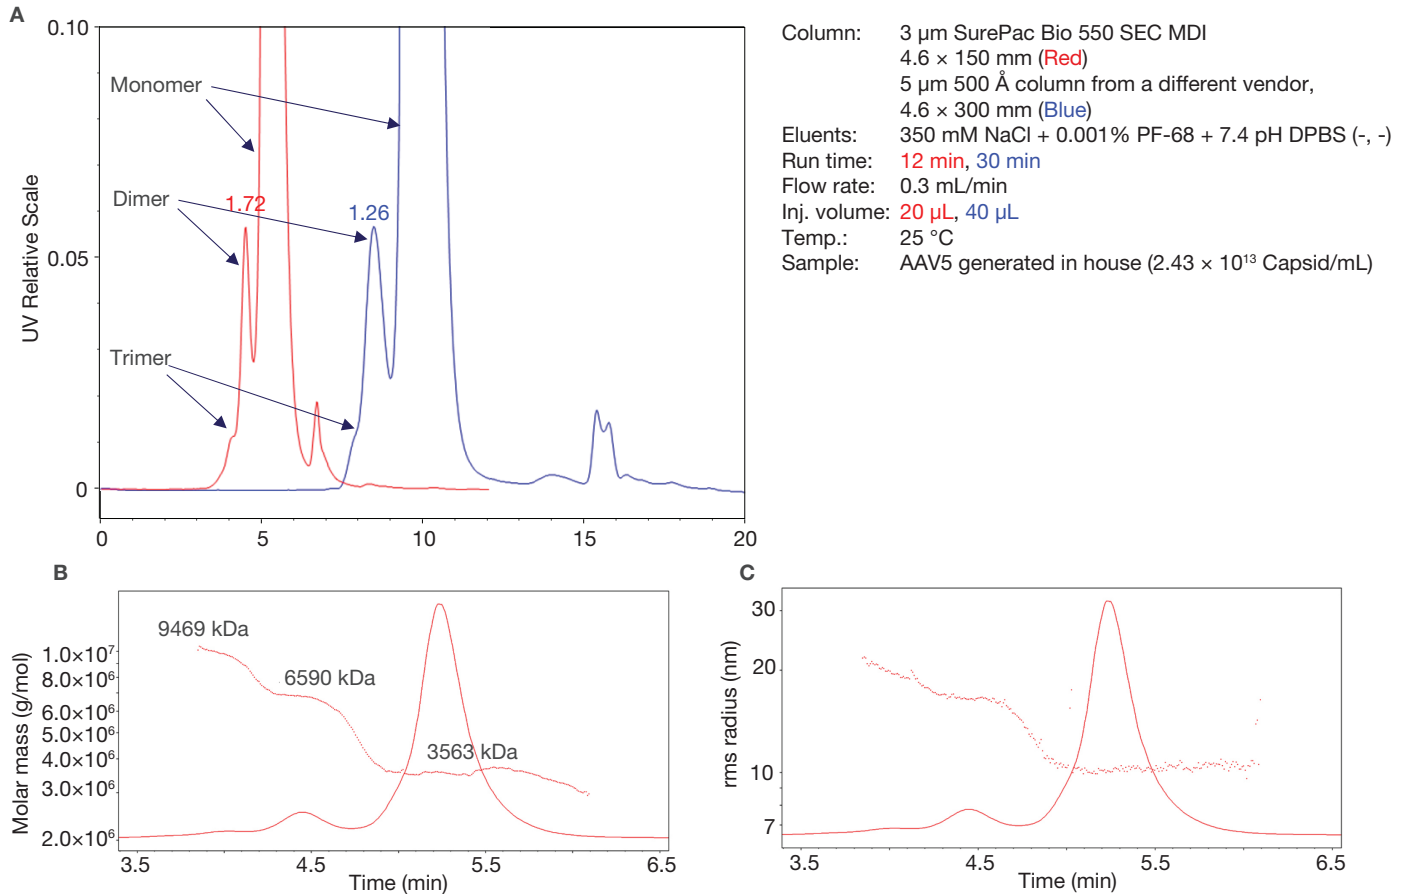 A
0.10
0.05
0
UV Relative Scale
Monomer
Dimer
Trimer
1.72
1.26
0 5 10 15 20
Column: 3 µm SurePac Bio 550 SEC MDI
4.6 × 150 mm (Red)
5 µm 500 Å column from a different vendor,
4.6 × 300 mm (Blue)
Eluents: 350 mM NaCl + 0.001% PF-68 + 7.4 pH DPBS (-, -)
Run time: 12 min, 30 min
Flow rate: 0.3 mL/min
Inj. volume: 20 µL, 40 µL
Temp.: 25 °C
Sample: AAV5 generated in house (2.43 × 10¹³ Capsid/mL)
B
Molar mass (g/mol)
1.0×10⁷
8.0×10⁶
6.0×10⁶
5.0×10⁶
4.0×10⁶
3.0×10⁶
2.0×10⁶
9469 kDa
6590 kDa
3563 kDa
3.5 4.5 5.5 6.5
Time (min)
C
rms radius (nm)
30
20
10
7
3.5 4.5 5.5 6.5
Time (min)